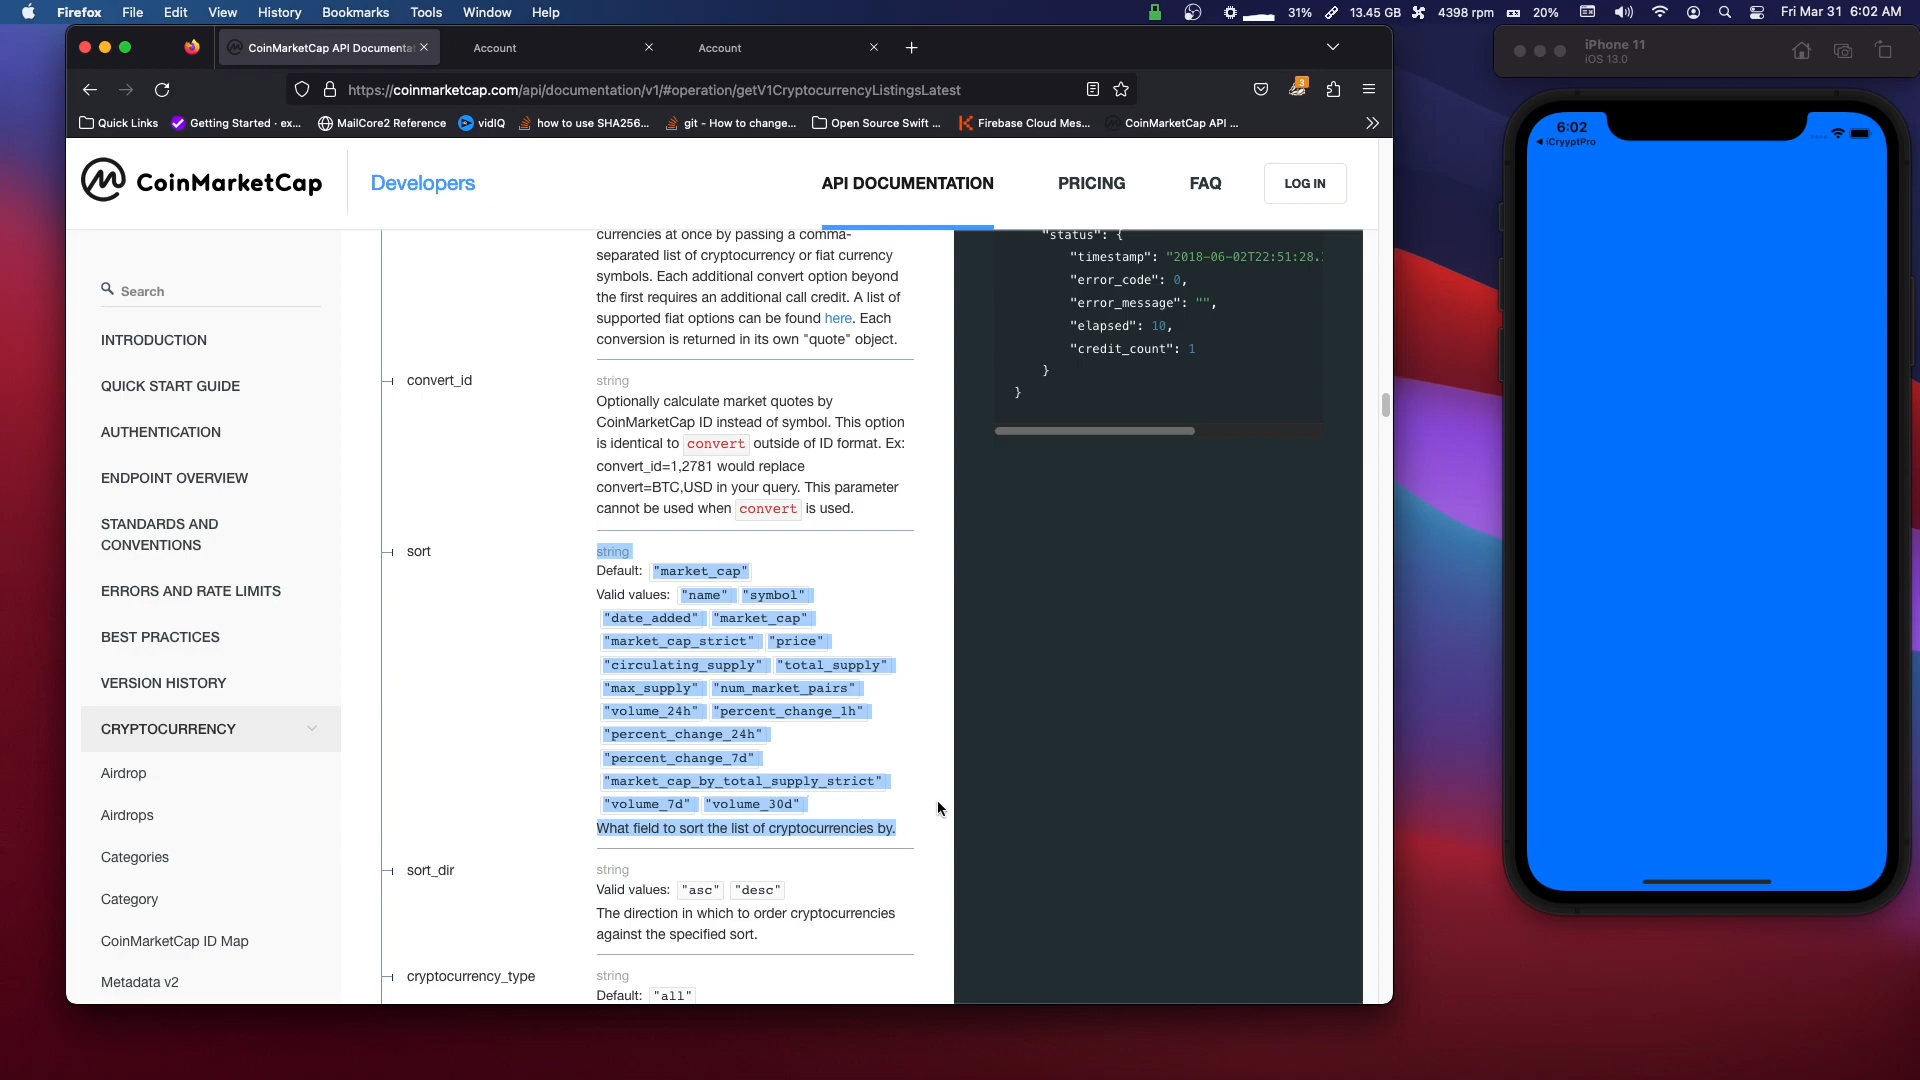 Firefox File Edit View History Bookmarks Tools Window Help 31% 13.45 GB 4398 rpm 20% Fri Mar 31 6:02 AM
CoinMarketCap API Documenta
Account
Account
https://coinmarketcap.com/api/documentation/v1/#operation/getV1CryptocurrencyListingsLatest
3
Quick Links
Getting Started - ex...
MailCore2 Reference
vidIQ
how to use SHA256...
git - How to change...
Open Source Swift ...
Firebase Cloud Mes...
CoinMarketCap API ...
CoinMarketCap
Developers
API DOCUMENTATION
PRICING
FAQ
LOG IN
Search
INTRODUCTION
QUICK START GUIDE
AUTHENTICATION
ENDPOINT OVERVIEW
STANDARDS AND
CONVENTIONS
ERRORS AND RATE LIMITS
BEST PRACTICES
VERSION HISTORY
CRYPTOCURRENCY
Airdrop
Airdrops
Categories
Category
CoinMarketCap ID Map
Metadata v2
currencies at once by passing a comma-
separated list of cryptocurrency or fiat currency
symbols. Each additional convert option beyond
the first requires an additional call credit. A list of
supported fiat options can be found here. Each
conversion is returned in its own "quote" object.
convert_id
string
Optionally calculate market quotes by
CoinMarketCap ID instead of symbol. This option
is identical to convert outside of ID format. Ex:
convert_id=1,2781 would replace
convert=BTC,USD in your query. This parameter
cannot be used when convert is used.
sort
string
Default: "market_cap"
Valid values: "name" "symbol"
"date_added" "market_cap"
"market_cap_strict" "price"
"circulating_supply" "total_supply"
"max_supply" "num_market_pairs"
"volume_24h" "percent_change_1h"
"percent_change_24h"
"percent_change_7d"
"market_cap_by_total_supply_strict"
"volume_7d" "volume_30d"
What field to sort the list of cryptocurrencies by.
sort_dir
string
Valid values: "asc" "desc"
The direction in which to order cryptocurrencies
against the specified sort.
cryptocurrency_type
string
Default: "all"
"status": {
"timestamp": "2018-06-02T22:51:28.
"error_code": 0,
"error_message": "",
"elapsed": 10,
"credit_count": 1
}
}
iPhone 11
iOS 13.0
6:02
◀ iCryyptPro